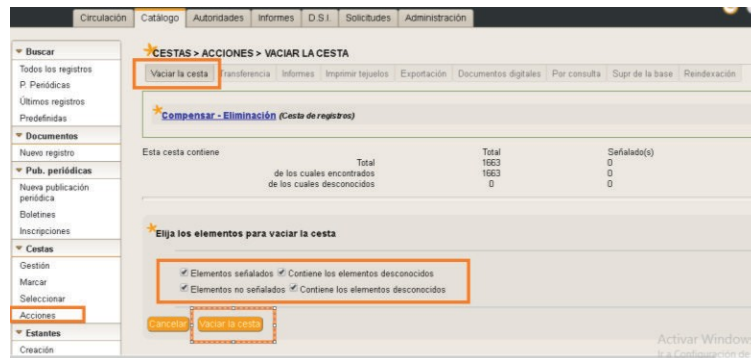 Circulación Catálogo Autoridades Informes D.S.I. Solicitudes Administración
Buscar
Todos los registros
P. Periódicas
Últimos registros
Predefinidas
Documentos
Nuevo registro
Pub. periódicas
Nueva publicación
periódica
Boletines
Inscripciones
Cestas
Gestión
Marcar
Seleccionar
Acciones
Estantes
Creación
CESTAS > ACCIONES > VACIAR LA CESTA
Vaciar la cesta Transferencia Informes Imprimir tejuelos Exportación Documentos digitales Por consulta Supr de la base Reindexación
Compensar - Eliminación (Cesta de registros)
Esta cesta contiene Total Señalado(s)
Total 1663 0
de los cuales encontrados 1663 0
de los cuales desconocidos 0 0
Elija los elementos para vaciar la cesta
Elementos señalados Contiene los elementos desconocidos
Elementos no señalados Contiene los elementos desconocidos
Cancelar Vaciar la cesta
Activar Window
Ir a Configuración de